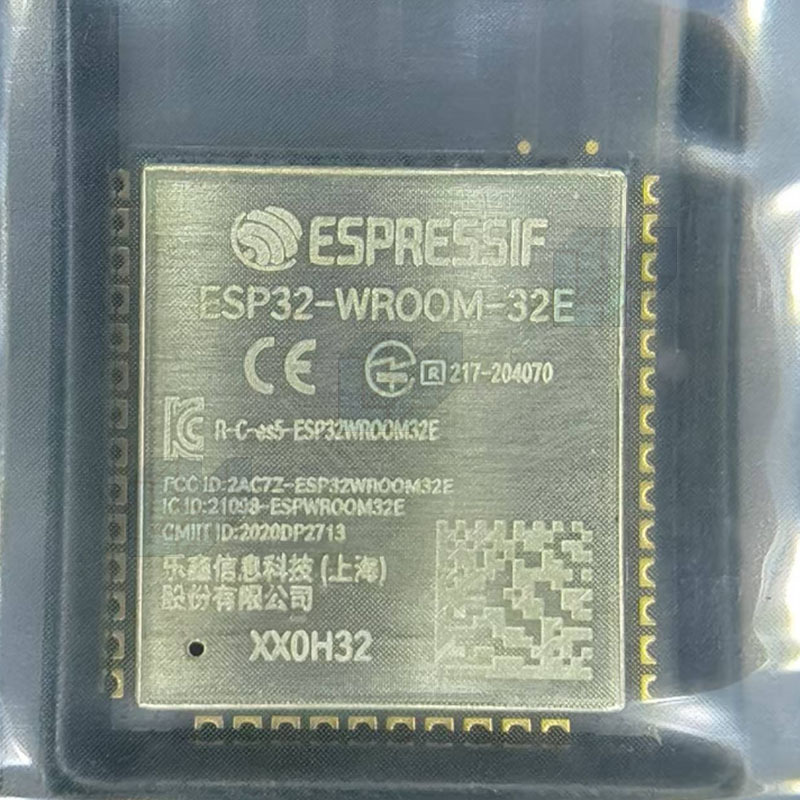 ESPRESSIF
ESP32-WROOM-32E
CE R 217-204070
R-C-es5-ESP32WROOM32E
FCC ID:2AC7Z-ESP32WROOM32E
IC ID:21098-ESPWROOM32E
CMIIT ID:2020DP2713
乐鑫信息科技(上海)
股份有限公司
XX0H32